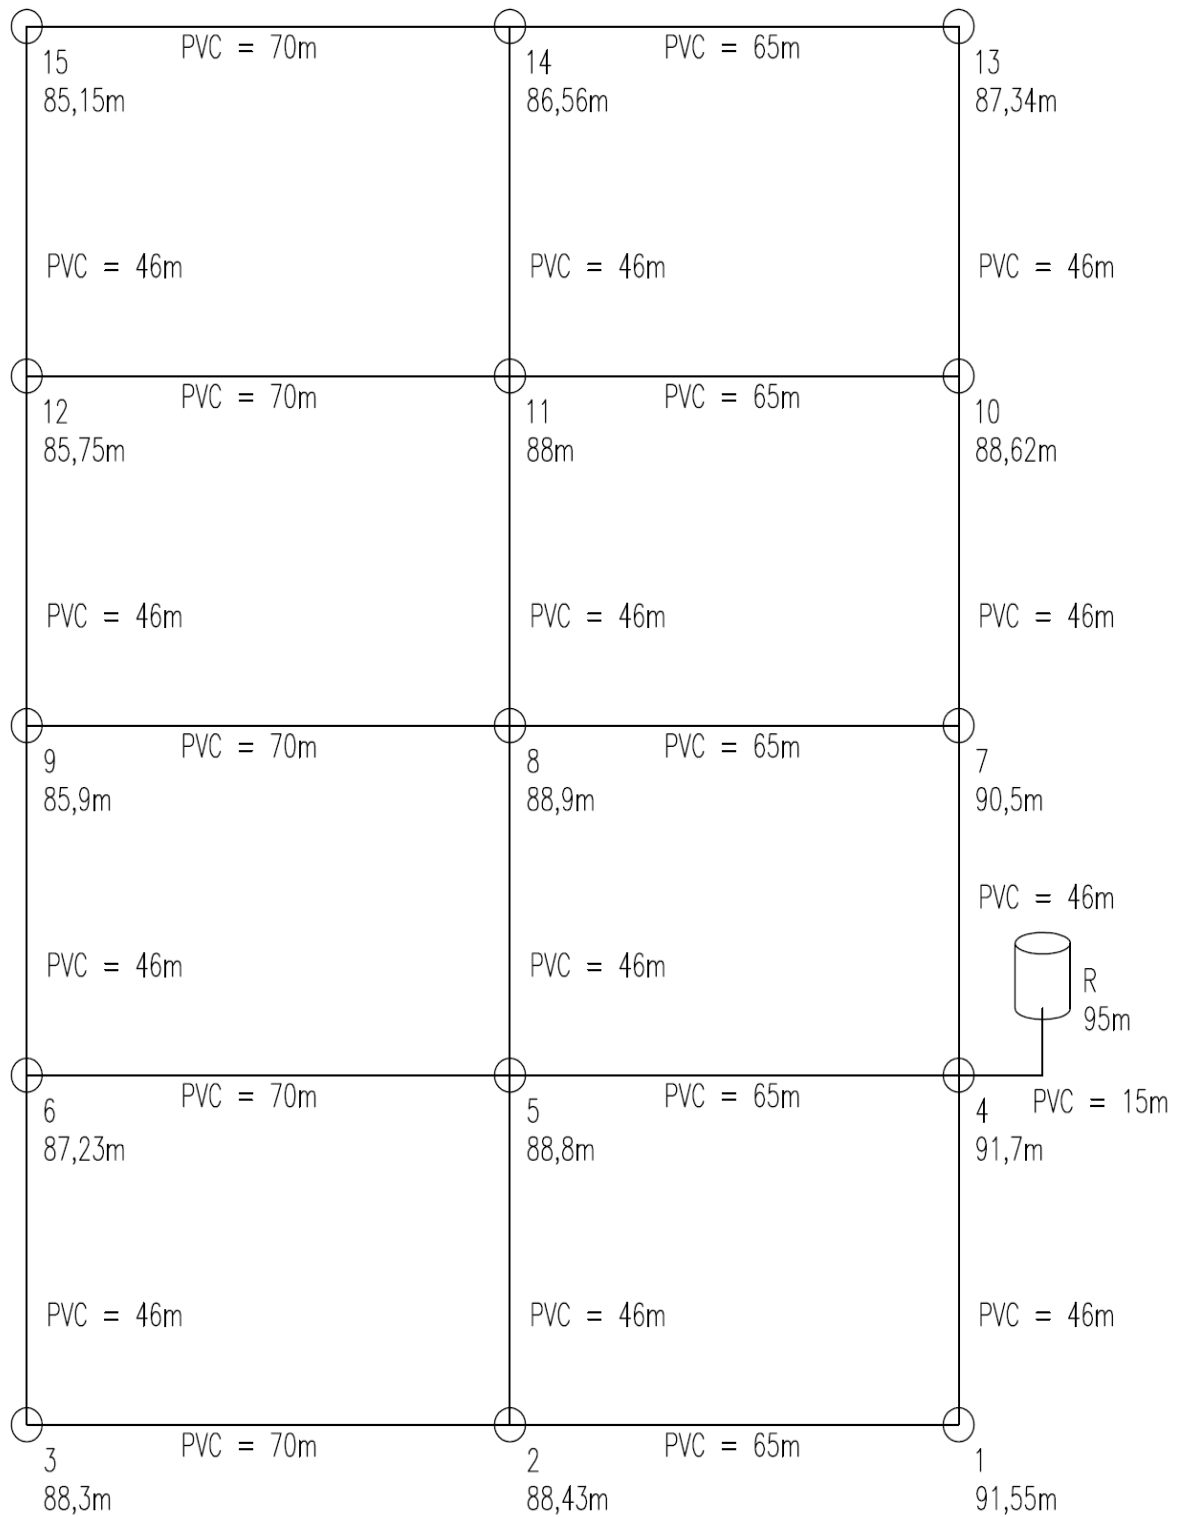 PVC = 70m
PVC = 65m
15
85,15m
14
86,56m
13
87,34m
PVC = 46m
PVC = 46m
PVC = 46m
PVC = 70m
PVC = 65m
12
85,75m
11
88m
10
88,62m
PVC = 46m
PVC = 46m
PVC = 46m
PVC = 70m
PVC = 65m
9
85,9m
8
88,9m
7
90,5m
PVC = 46m
PVC = 46m
PVC = 46m
R
95m
PVC = 70m
PVC = 65m
PVC = 15m
6
87,23m
5
88,8m
4
91,7m
PVC = 46m
PVC = 46m
PVC = 46m
PVC = 70m
PVC = 65m
3
88,3m
2
88,43m
1
91,55m